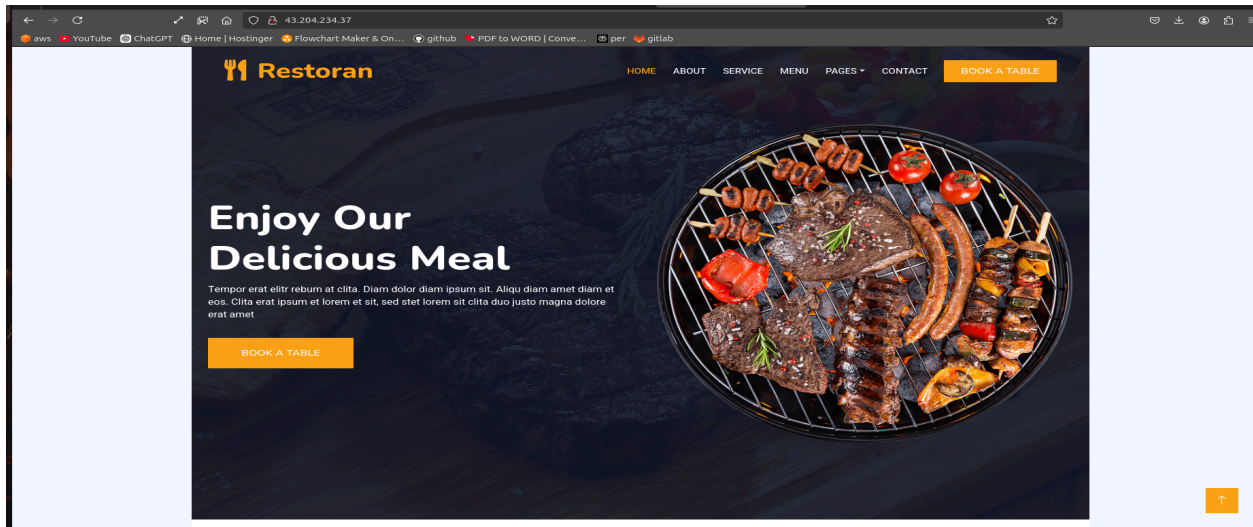 43.204.234.37
aws YouTube ChatGPT Home | Hostinger Flowchart Maker & On... github PDF to WORD | Conve... per gitlab
Restoran HOME ABOUT SERVICE MENU PAGES CONTACT BOOK A TABLE
Enjoy Our
Delicious Meal
Tempor erat elitr rebum at clita. Diam dolor diam ipsum sit. Aliqu diam amet diam et
eos. Clita erat ipsum et lorem et sit, sed stet lorem sit clita duo justo magna dolore
erat amet
BOOK A TABLE